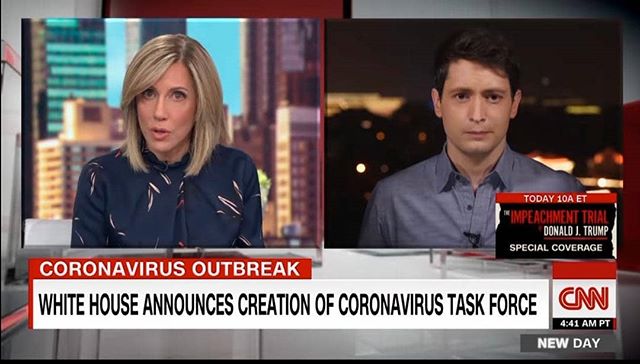 TODAY 10A ET
THE IMPEACHMENT TRIAL
DONALD J. TRUMP
SPECIAL COVERAGE
CORONAVIRUS OUTBREAK
WHITE HOUSE ANNOUNCES CREATION OF CORONAVIRUS TASK FORCE
CNN
4:41 AM PT
NEW DAY